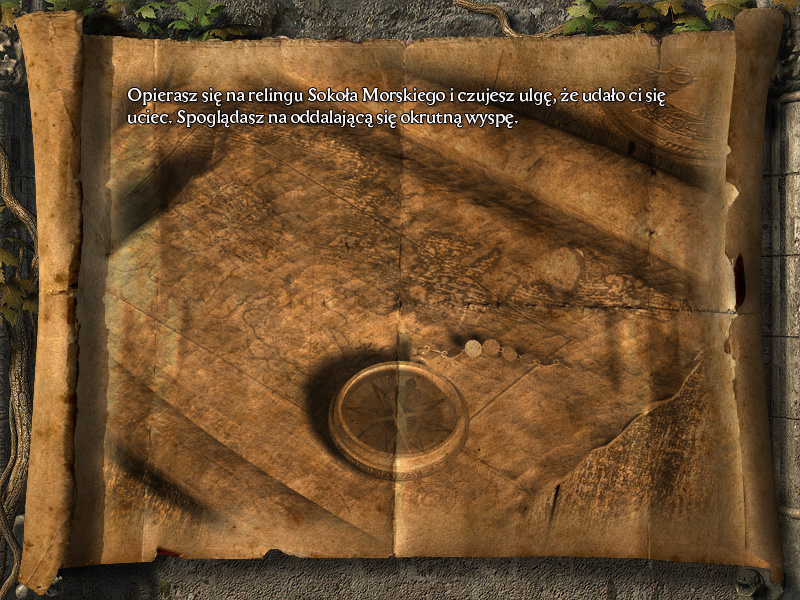 Opierasz się na relingu Sokoła Morskiego i czujesz ulgę, że udało ci się
uciec. Spoglądasz na oddalającą się okrutną wyspę.